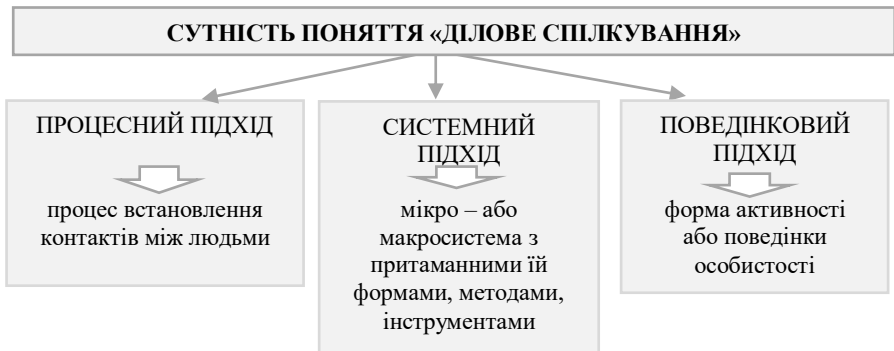 СУТНІСТЬ ПОНЯТТЯ «ДІЛОВЕ СПІЛКУВАННЯ»
ПРОЦЕСНИЙ ПІДХІД
процес встановлення
контактів між людьми
СИСТЕМНИЙ
ПІДХІД
мікро – або
макросистема з
притаманними їй
формами, методами,
інструментами
ПОВЕДІНКОВИЙ
ПІДХІД
форма активності
або поведінки
особистості